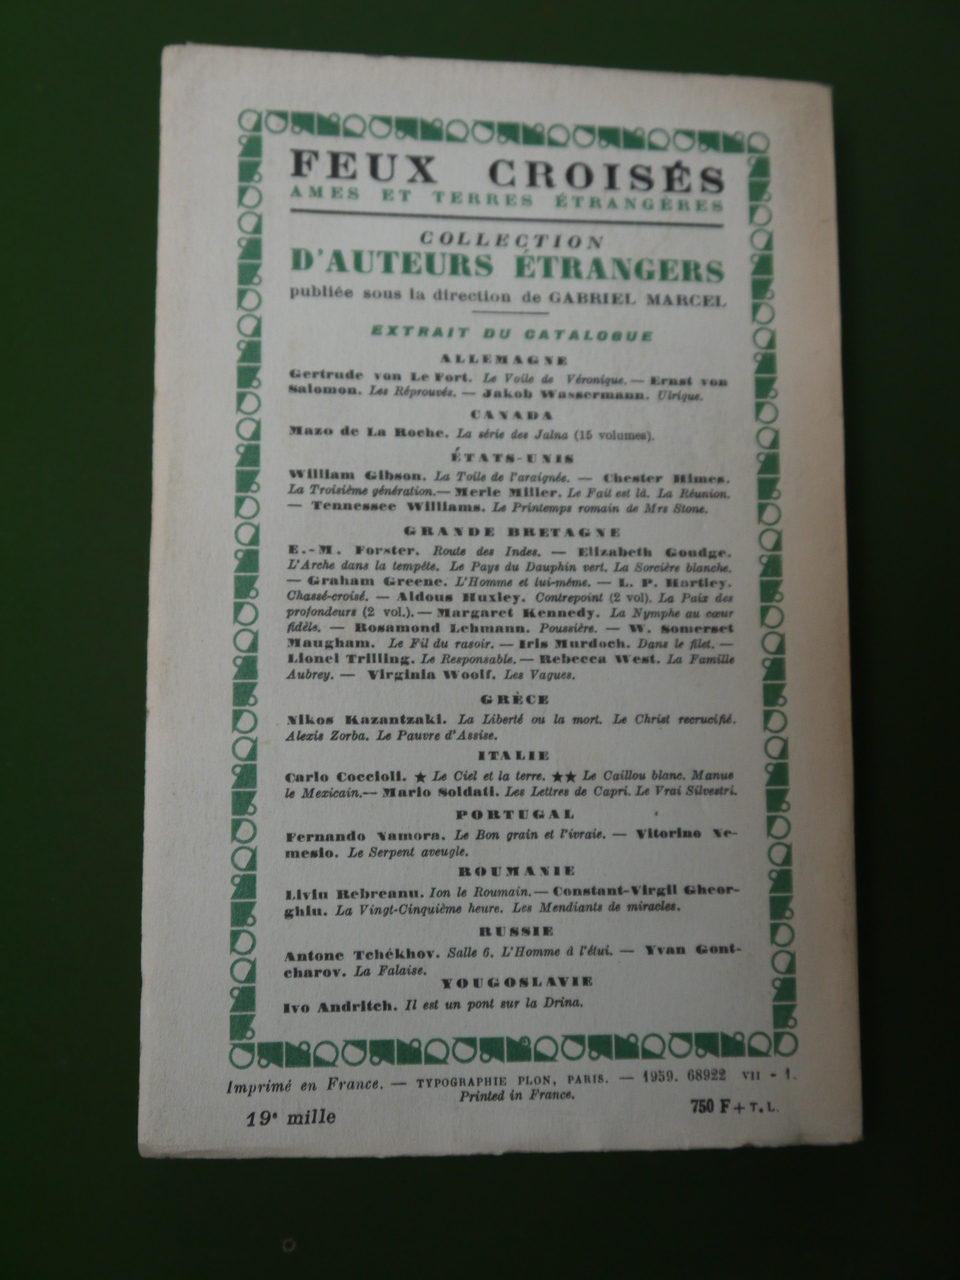 FEUX CROISÉS
AMES ET TERRES ÉTRANGÈRES
COLLECTION
D'AUTEURS ÉTRANGERS
publiée sous la direction de GABRIEL MARCEL
EXTRAIT DU CATALOGUE
ALLEMAGNE
Gertrude von Le Fort. Le Voile de Véronique. — Ernst von
Salomon. Les Réprouvés. — Jakob Wassermann. Ulrique.
CANADA
Mazo de La Roche. La série des Jalna (15 volumes).
ÉTATS-UNIS
William Gibson. La Toile de l'araignée. — Chester Himes.
La Troisième génération. — Merle Miller. Le Fait est là. La Réunion.
— Tennessee Williams. Le Printemps romain de Mrs Stone.
GRANDE BRETAGNE
E.-M. Forster. Route des Indes. — Elizabeth Goudge.
L'Arche dans la tempête. Le Pays du Dauphin vert. La Sorcière blanche.
— Graham Greene. L'Homme et lui-même. — L. P. Hartley.
Chassé-croisé. — Aldous Huxley. Contrepoint (2 vol). La Paix des
profondeurs (2 vol.). — Margaret Kennedy. La Nymphe au cœur
fidèle. — Rosamond Lehmann. Poussière. — W. Somerset
Maugham. Le Fil du rasoir. — Iris Murdoch. Dans le filet. —
Lionel Trilling. Le Responsable. — Rebecca West. La Famille
Aubrey. — Virginia Woolf. Les Vagues.
GRÈCE
Nikos Kazantzaki. La Liberté ou la mort. Le Christ recrucifié.
Alexis Zorba. Le Pauvre d'Assise.
ITALIE
Carlo Coccioli. ★ Le Ciel et la terre. ★★ Le Caillou blanc. Manue
le Mexicain. — Mario Soldati. Les Lettres de Capri. Le Vrai Silvestri.
PORTUGAL
Fernando Namora. Le Bon grain et l'ivraie. — Vitorino Ne-
mesio. Le Serpent aveugle.
ROUMANIE
Liviu Rebreanu. Ion le Roumain. — Constant-Virgil Gheor-
ghiu. La Vingt-Cinquième heure. Les Mendiants de miracles.
RUSSIE
Antone Tchékhov. Salle 6. L'Homme à l'étui. — Yvan Gont-
charov. La Falaise.
YOUGOSLAVIE
Ivo Andritch. Il est un pont sur la Drina.
Imprimé en France. — TYPOGRAPHIE PLON, PARIS. — 1959. 68922 VII - 1.
Printed in France.
19e mille
750 F + T. L.